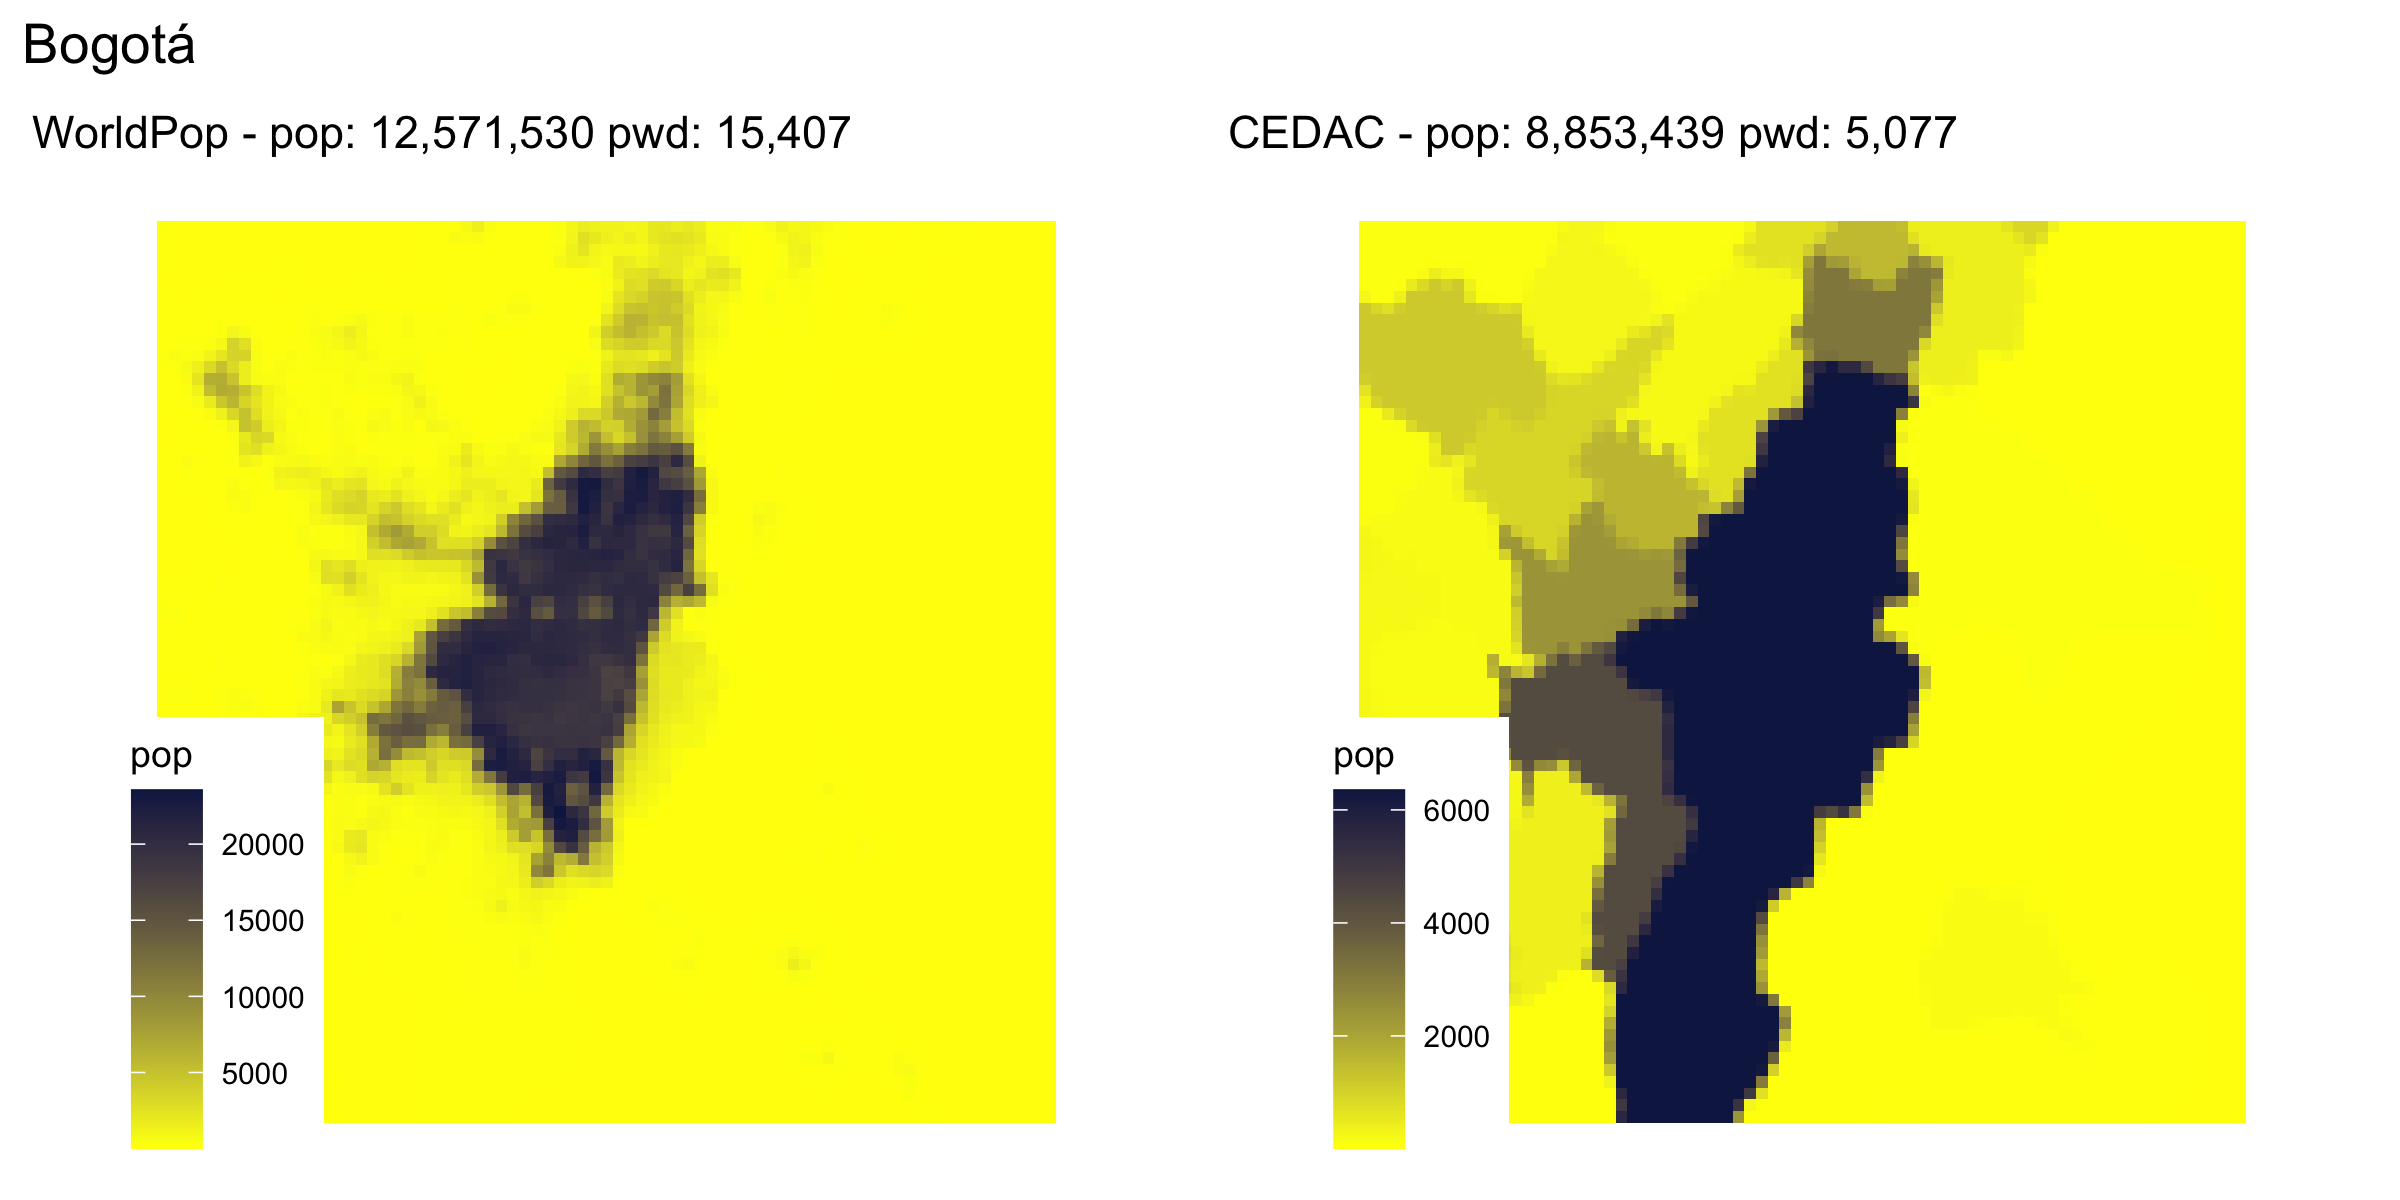 Bogotá
WorldPop - pop: 12,571,530 pwd: 15,407
CEDAC - pop: 8,853,439 pwd: 5,077
pop
20000
15000
10000
5000
pop
6000
4000
2000